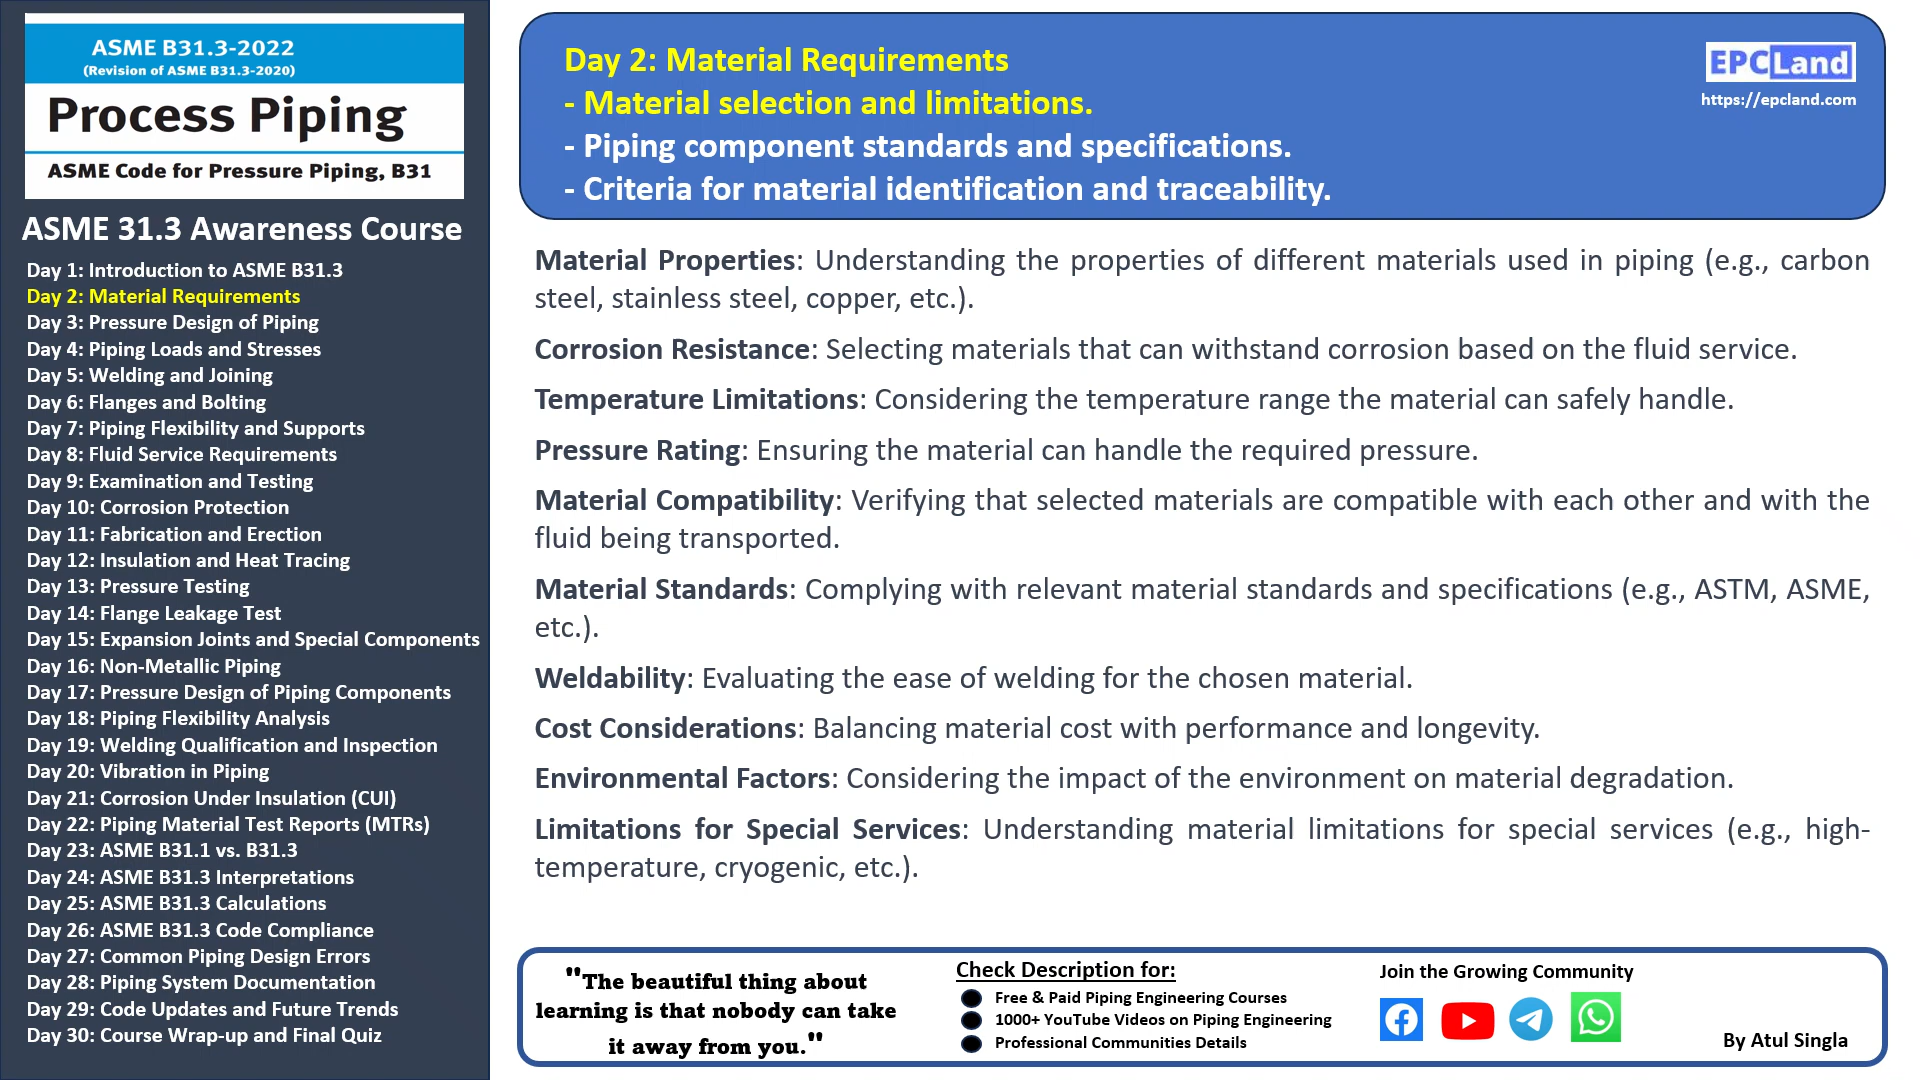 ASME B31.3-2022
(Revision of ASME B31.3-2020)
Process Piping
ASME Code for Pressure Piping, B31
ASME 31.3 Awareness Course
Day 1: Introduction to ASME B31.3
Day 2: Material Requirements
Day 3: Pressure Design of Piping
Day 4: Piping Loads and Stresses
Day 5: Welding and Joining
Day 6: Flanges and Bolting
Day 7: Piping Flexibility and Supports
Day 8: Fluid Service Requirements
Day 9: Examination and Testing
Day 10: Corrosion Protection
Day 11: Fabrication and Erection
Day 12: Insulation and Heat Tracing
Day 13: Pressure Testing
Day 14: Flange Leakage Test
Day 15: Expansion Joints and Special Components
Day 16: Non-Metallic Piping
Day 17: Pressure Design of Piping Components
Day 18: Piping Flexibility Analysis
Day 19: Welding Qualification and Inspection
Day 20: Vibration in Piping
Day 21: Corrosion Under Insulation (CUI)
Day 22: Piping Material Test Reports (MTRs)
Day 23: ASME B31.1 vs. B31.3
Day 24: ASME B31.3 Interpretations
Day 25: ASME B31.3 Calculations
Day 26: ASME B31.3 Code Compliance
Day 27: Common Piping Design Errors
Day 28: Piping System Documentation
Day 29: Code Updates and Future Trends
Day 30: Course Wrap-up and Final Quiz
Day 2: Material Requirements
- Material selection and limitations.
- Piping component standards and specifications.
- Criteria for material identification and traceability.
EPCLand
https://epcland.com
Material Properties: Understanding the properties of different materials used in piping (e.g., carbon
steel, stainless steel, copper, etc.).
Corrosion Resistance: Selecting materials that can withstand corrosion based on the fluid service.
Temperature Limitations: Considering the temperature range the material can safely handle.
Pressure Rating: Ensuring the material can handle the required pressure.
Material Compatibility: Verifying that selected materials are compatible with each other and with the
fluid being transported.
Material Standards: Complying with relevant material standards and specifications (e.g., ASTM, ASME,
etc.).
Weldability: Evaluating the ease of welding for the chosen material.
Cost Considerations: Balancing material cost with performance and longevity.
Environmental Factors: Considering the impact of the environment on material degradation.
Limitations for Special Services: Understanding material limitations for special services (e.g., high-
temperature, cryogenic, etc.).
"The beautiful thing about
learning is that nobody can take
it away from you."
Check Description for:
● Free & Paid Piping Engineering Courses
● 1000+ YouTube Videos on Piping Engineering
● Professional Communities Details
Join the Growing Community
By Atul Singla